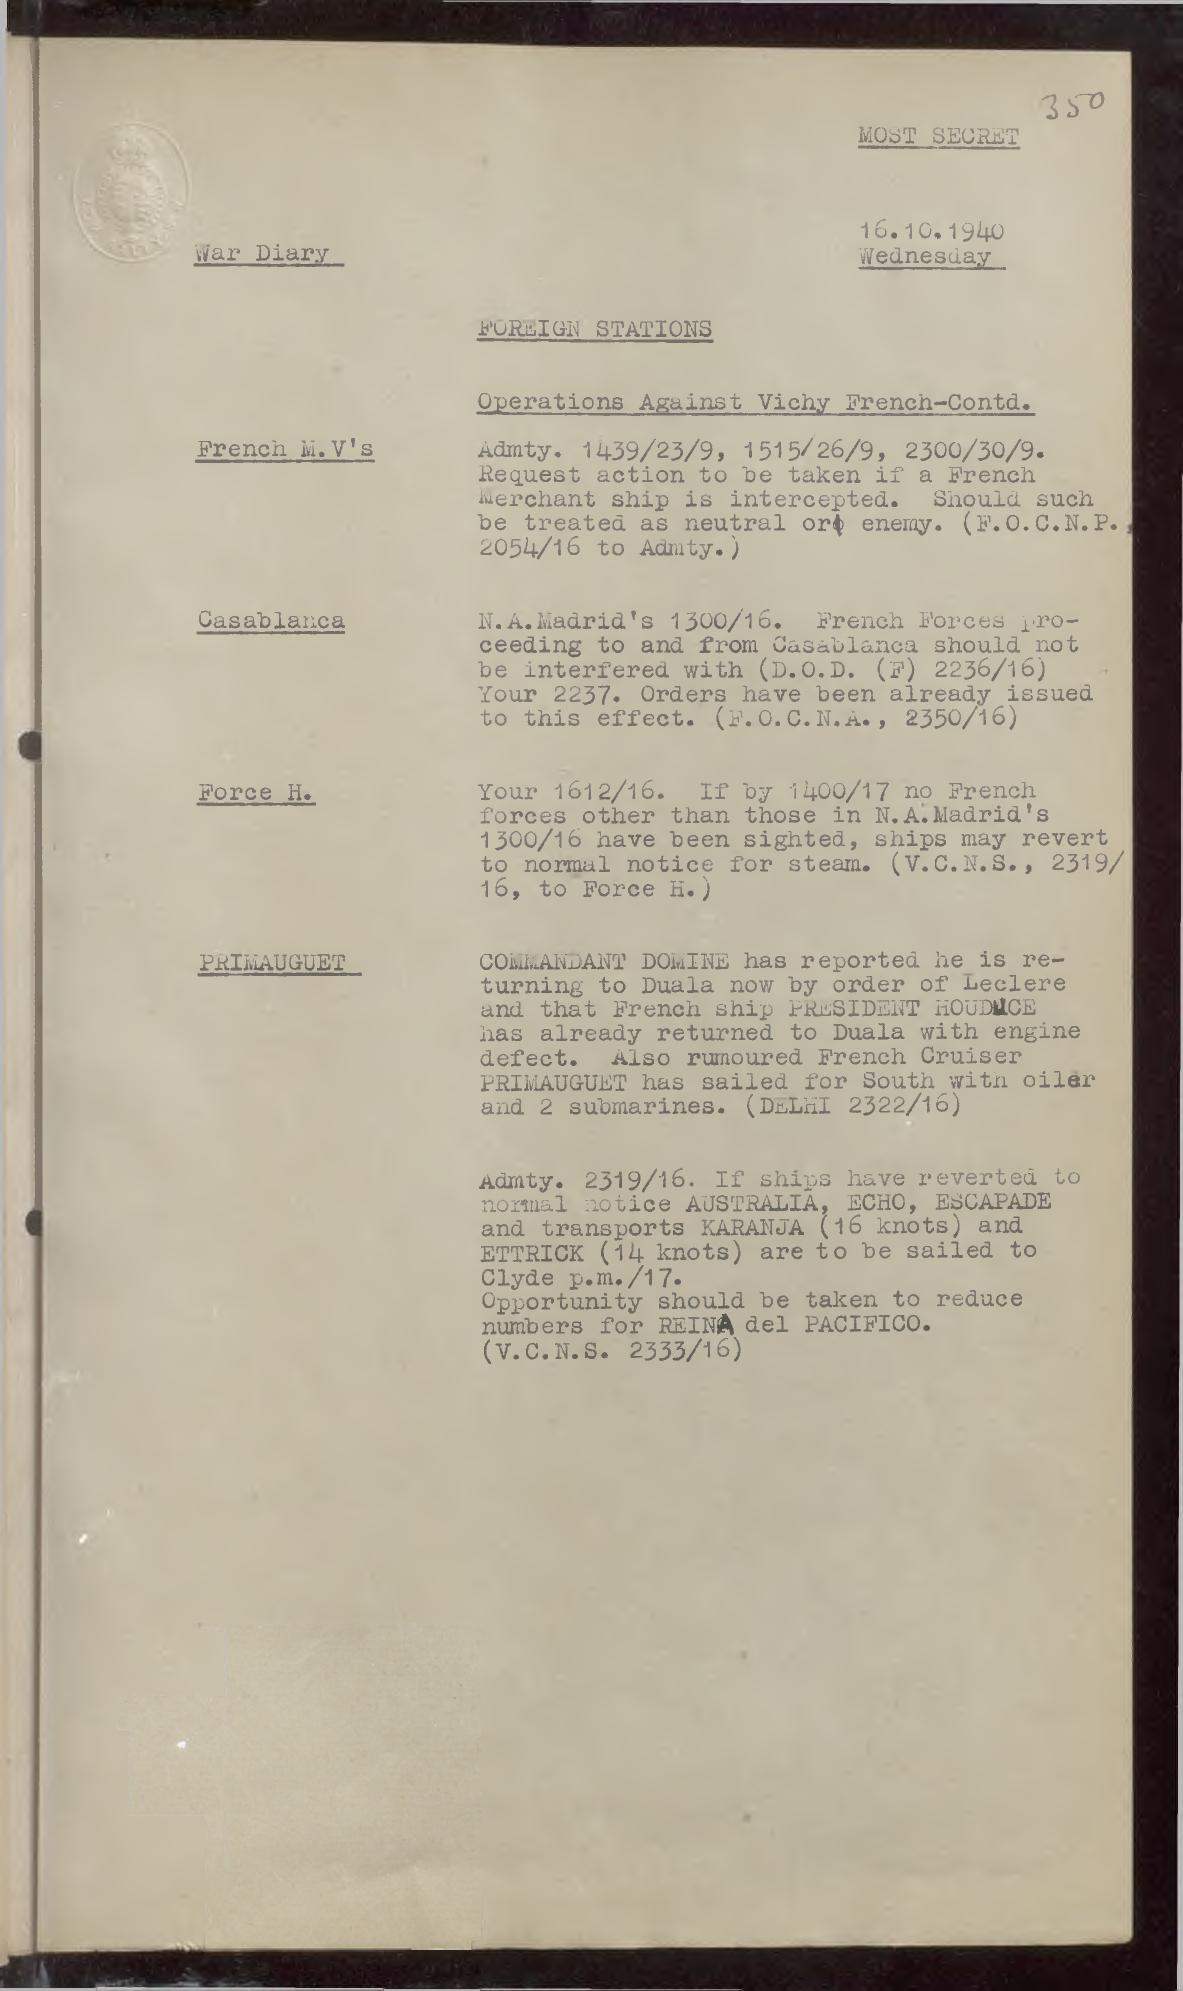 350
MOST SECRET
16.10.1940
War Diary
Wednesday
FOREIGN STATIONS
Operations Against Vichy French-Contd.
French M.V's
Admty. 1439/23/9, 1515/26/9, 2300/30/9.
Request action to be taken if a French
Merchant ship is intercepted. Should such
be treated as neutral or enemy. (F.O.C.N.P.,
2054/16 to Admty.)
Casablanca
N.A.Madrid's 1300/16. French Forces pro-
ceeding to and from Casablanca should not
be interfered with (D.O.D. (F) 2236/16)
Your 2237. Orders have been already issued
to this effect. (F.O.C.N.A., 2350/16)
Force H.
Your 1612/16. If by 1400/17 no French
forces other than those in N.A.Madrid's
1300/16 have been sighted, ships may revert
to normal notice for steam. (V.C.N.S., 2319/
16, to Force H.)
PRIMAUGUET
COMMANDANT DOMINE has reported he is re-
turning to Duala now by order of Leclere
and that French ship PRESIDENT HOUDUCE
has already returned to Duala with engine
defect. Also rumoured French Cruiser
PRIMAUGUET has sailed for South with oiler
and 2 submarines. (DELHI 2322/16)
Admty. 2319/16. If ships have reverted to
normal notice AUSTRALIA, ECHO, ESCAPADE
and transports KARANJA (16 knots) and
ETTRICK (14 knots) are to be sailed to
Clyde p.m./17.
Opportunity should be taken to reduce
numbers for REINA del PACIFICO.
(V.C.N.S. 2333/16)